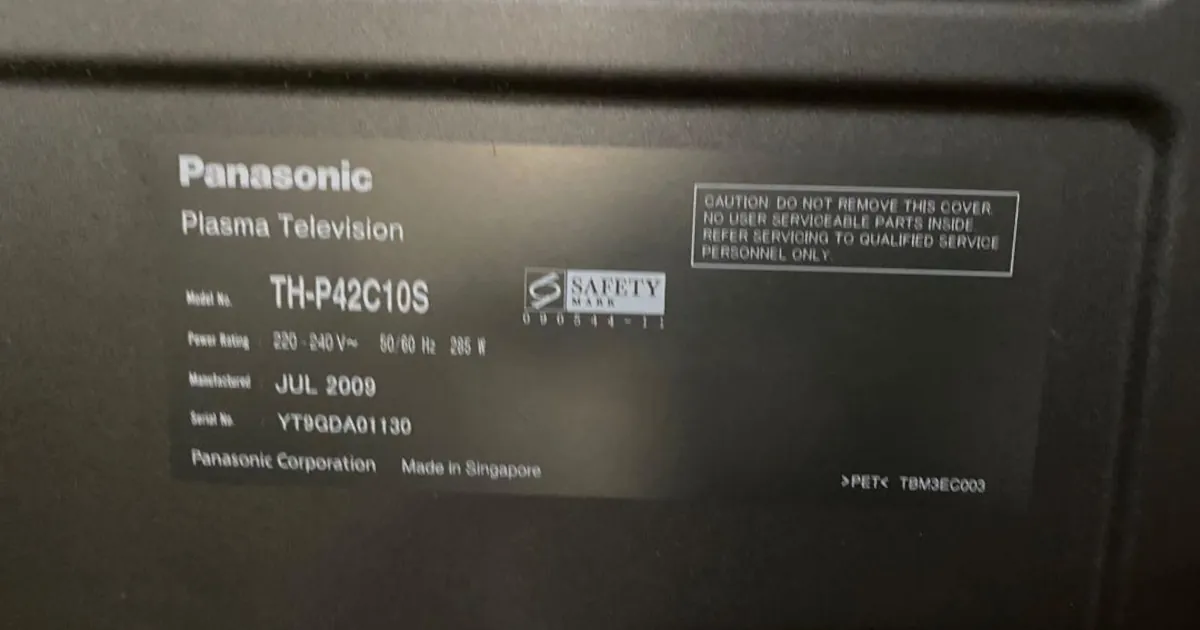 Panasonic
Plasma Television
Model No. TH-P42C10S
Power Rating 220 - 240 V~ 50/60 Hz 285 W
Manufactured JUL 2009
Serial No. YT9GDA01130
Panasonic Corporation Made in Singapore
SAFETY
MARK
090544-11
CAUTION DO NOT REMOVE THIS COVER.
NO USER SERVICEABLE PARTS INSIDE.
REFER SERVICING TO QUALIFIED SERVICE
PERSONNEL ONLY.
>PET< TBM3EC003